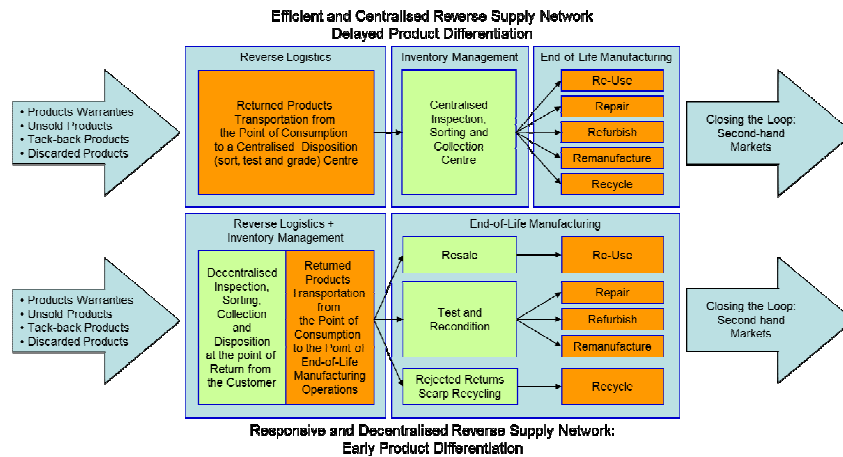 Efficient and Centralised Reverse Supply Network
Delayed Product Differentiation
Reverse Logistics
Inventory Management
End of Life Manufacturing
• Products Warranties
• Unsold Products
• Tack-back Products
• Discarded Products
Returned Products
Transportation from
the Point of Consumption
to a Centralised Disposition
(sort, test and grade) Centre
Centralised
Inspection,
Sorting and
Collection
Centre
Re-Use
Repair
Refurbish
Remanufacture
Recycle
Closing the Loop:
Second-hand
Markets
Reverse Logistics +
Inventory Management
End-of-Life Manufacturing
• Products Warranties
• Unsold Products
• Tack-back Products
• Discarded Products
Decentralised
Inspection,
Sorting,
Collection
and
Disposition
at the point of
Return from
the Customer
Returned
Products
Transportation
from
the Point of
Consumption
to the Point of
End-of-Life
Manufacturing
Operations
Resale
Re-Use
Test and
Recondition
Repair
Refurbish
Remanufacture
Rejected Returns
Scarp Recycling
Recycle
Closing the Loop:
Second hand
Markets
Responsive and Decentralised Reverse Supply Network:
Early Product Differentiation